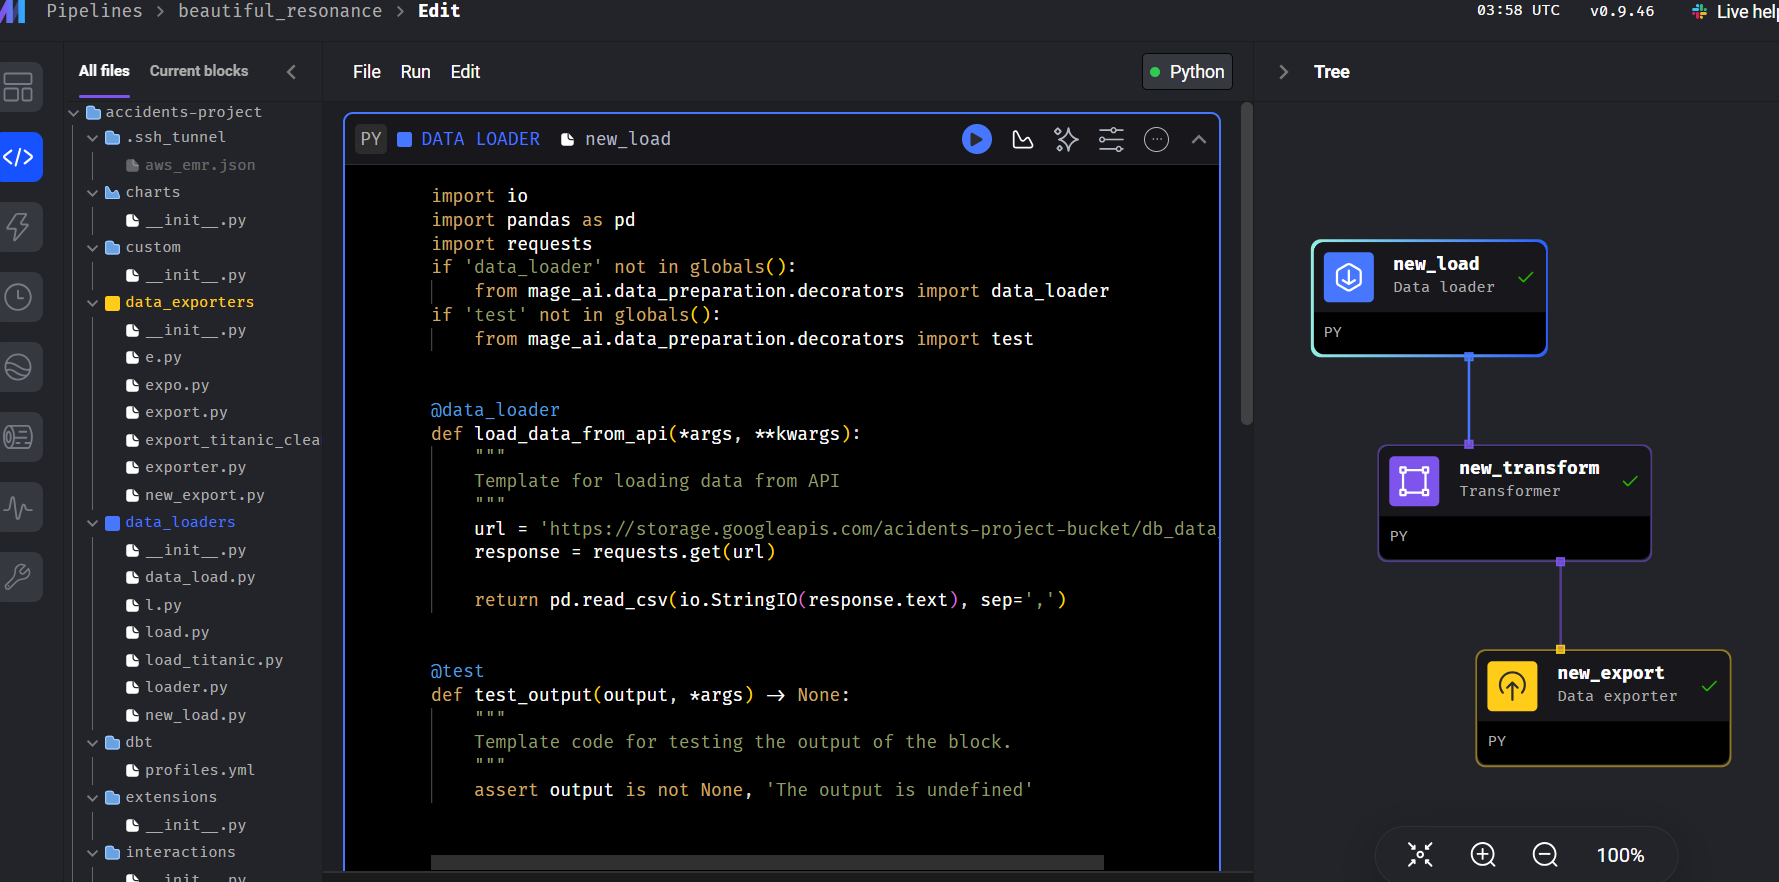 Pipelines > beautiful_resonance > Edit
03:58 UTC v0.9.46 Live help
All files Current blocks
File Run Edit
Python
Tree
accidents-project
.ssh_tunnel
aws_emr.json
charts
__init__.py
custom
__init__.py
data_exporters
__init__.py
e.py
expo.py
export.py
export_titanic_clea
exporter.py
new_export.py
data_loaders
__init__.py
data_load.py
l.py
load.py
load_titanic.py
loader.py
new_load.py
dbt
profiles.yml
extensions
__init__.py
interactions
__init__.py
PY DATA LOADER new_load
import io
import pandas as pd
import requests
if 'data_loader' not in globals():
from mage_ai.data_preparation.decorators import data_loader
if 'test' not in globals():
from mage_ai.data_preparation.decorators import test
@data_loader
def load_data_from_api(*args, **kwargs):
"""
Template for loading data from API
"""
url = 'https://storage.googleapis.com/acidents-project-bucket/db_data_
response = requests.get(url)
return pd.read_csv(io.StringIO(response.text), sep=',')
@test
def test_output(output, *args) -> None:
"""
Template code for testing the output of the block.
"""
assert output is not None, 'The output is undefined'
new_load
Data loader
PY
new_transform
Transformer
PY
new_export
Data exporter
PY
100%